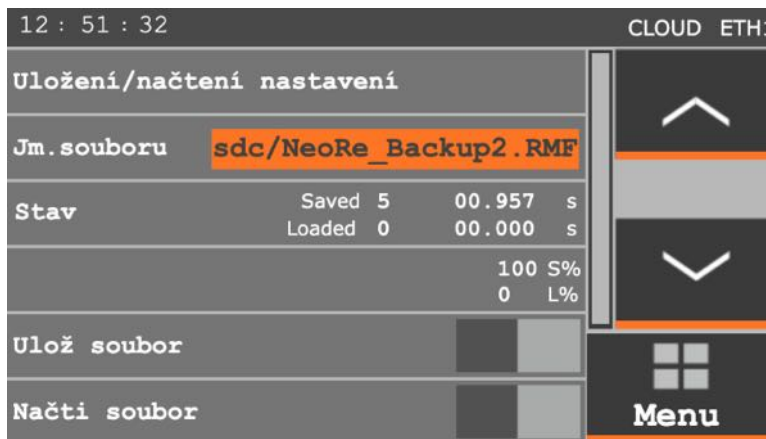 12 : 51 : 32
CLOUD ETH1
Uložení/načtení nastavení
Jm.souboru sdc/NeoRe_Backup2.RMF
Stav Saved 5 00.957 s
Loaded 0 00.000 s
100 S%
0 L%
Ulož soubor
Načti soubor
Menu